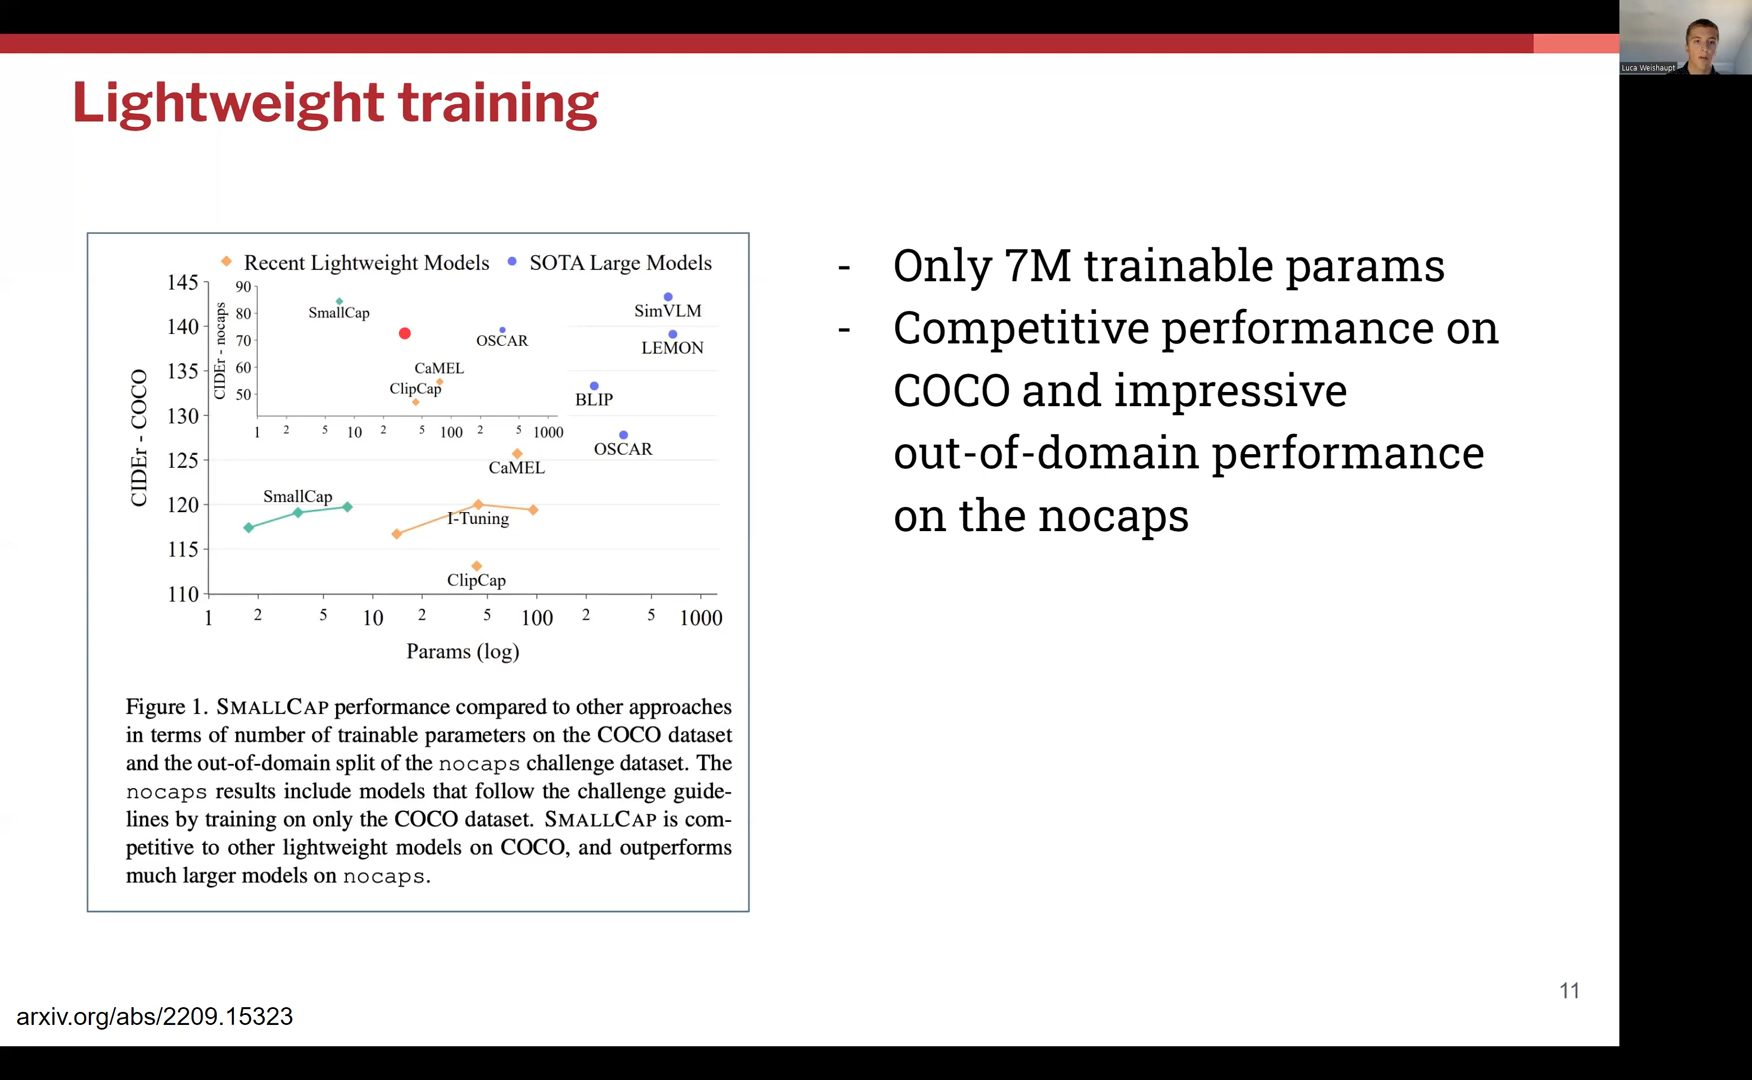 Luca Weishaupt
Lightweight training
Recent Lightweight Models
SOTA Large Models
145
140
135
130
125
120
115
110
CIDEr - COCO
90
80
70
60
50
CIDEr - nocaps
SmallCap
OSCAR
CaMEL
ClipCap
1 2 5 10 2 5 100 2 5 1000
SimVLM
LEMON
BLIP
OSCAR
CaMEL
SmallCap
I-Tuning
ClipCap
1 2 5 10 2 5 100 2 5 1000
Params (log)
Figure 1. SMALLCAP performance compared to other approaches
in terms of number of trainable parameters on the COCO dataset
and the out-of-domain split of the nocaps challenge dataset. The
nocaps results include models that follow the challenge guide-
lines by training on only the COCO dataset. SMALLCAP is com-
petitive to other lightweight models on COCO, and outperforms
much larger models on nocaps.
- Only 7M trainable params
- Competitive performance on
COCO and impressive
out-of-domain performance
on the nocaps
11
arxiv.org/abs/2209.15323